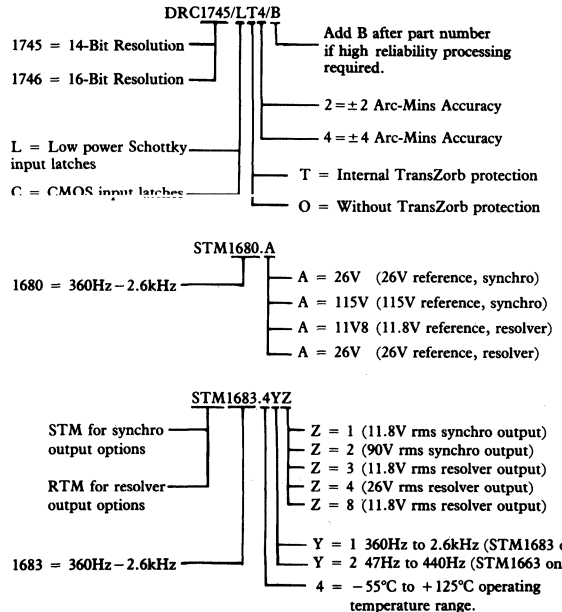 DRC1745/LT4/B
1745 = 14-Bit Resolution
1746 = 16-Bit Resolution
Add B after part number
if high reliability processing
required.
2 = ±2 Arc-Mins Accuracy
4 = ±4 Arc-Mins Accuracy
L = Low power Schottky
input latches
C = CMOS input latches
T = Internal TransZorb protection
O = Without TransZorb protection
STM1680.A
1680 = 360Hz−2.6kHz
A = 26V (26V reference, synchro)
A = 115V (115V reference, synchro)
A = 11V8 (11.8V reference, resolver)
A = 26V (26V reference, resolver)
STM1683.4YZ
STM for synchro
output options
RTM for resolver
output options
Z = 1 (11.8V rms synchro output)
Z = 2 (90V rms synchro output)
Z = 3 (11.8V rms resolver output)
Z = 4 (26V rms resolver output)
Z = 8 (11.8V rms resolver output)
1683 = 360Hz−2.6kHz
Y = 1 360Hz to 2.6kHz (STM1683
Y = 2 47Hz to 440Hz (STM1663 on
4 = −55°C to +125°C operating
temperature range.